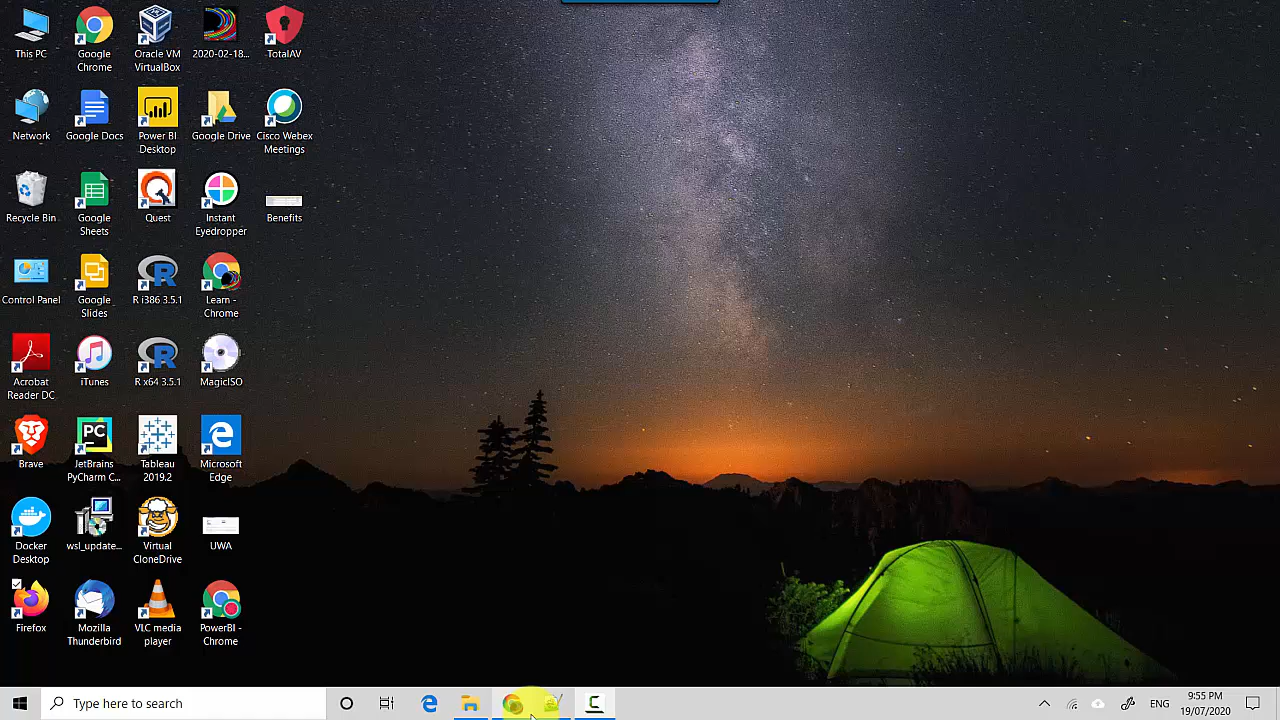 This PC
Google Chrome
Oracle VM VirtualBox
2020-02-18...
TotalAV
Network
Google Docs
Power BI Desktop
Google Drive
Cisco Webex Meetings
Recycle Bin
Google Sheets
Quest
Instant Eyedropper
Benefits
Control Panel
Google Slides
R i386 3.5.1
Learn - Chrome
Acrobat Reader DC
iTunes
R x64 3.5.1
MagicISO
Brave
PC
JetBrains PyCharm C...
Tableau 2019.2
Microsoft Edge
Docker Desktop
wsl_update...
Virtual CloneDrive
UWA
Firefox
Mozilla Thunderbird
VLC media player
PowerBI - Chrome
Type here to search
ENG
9:55 PM
19/07/2020